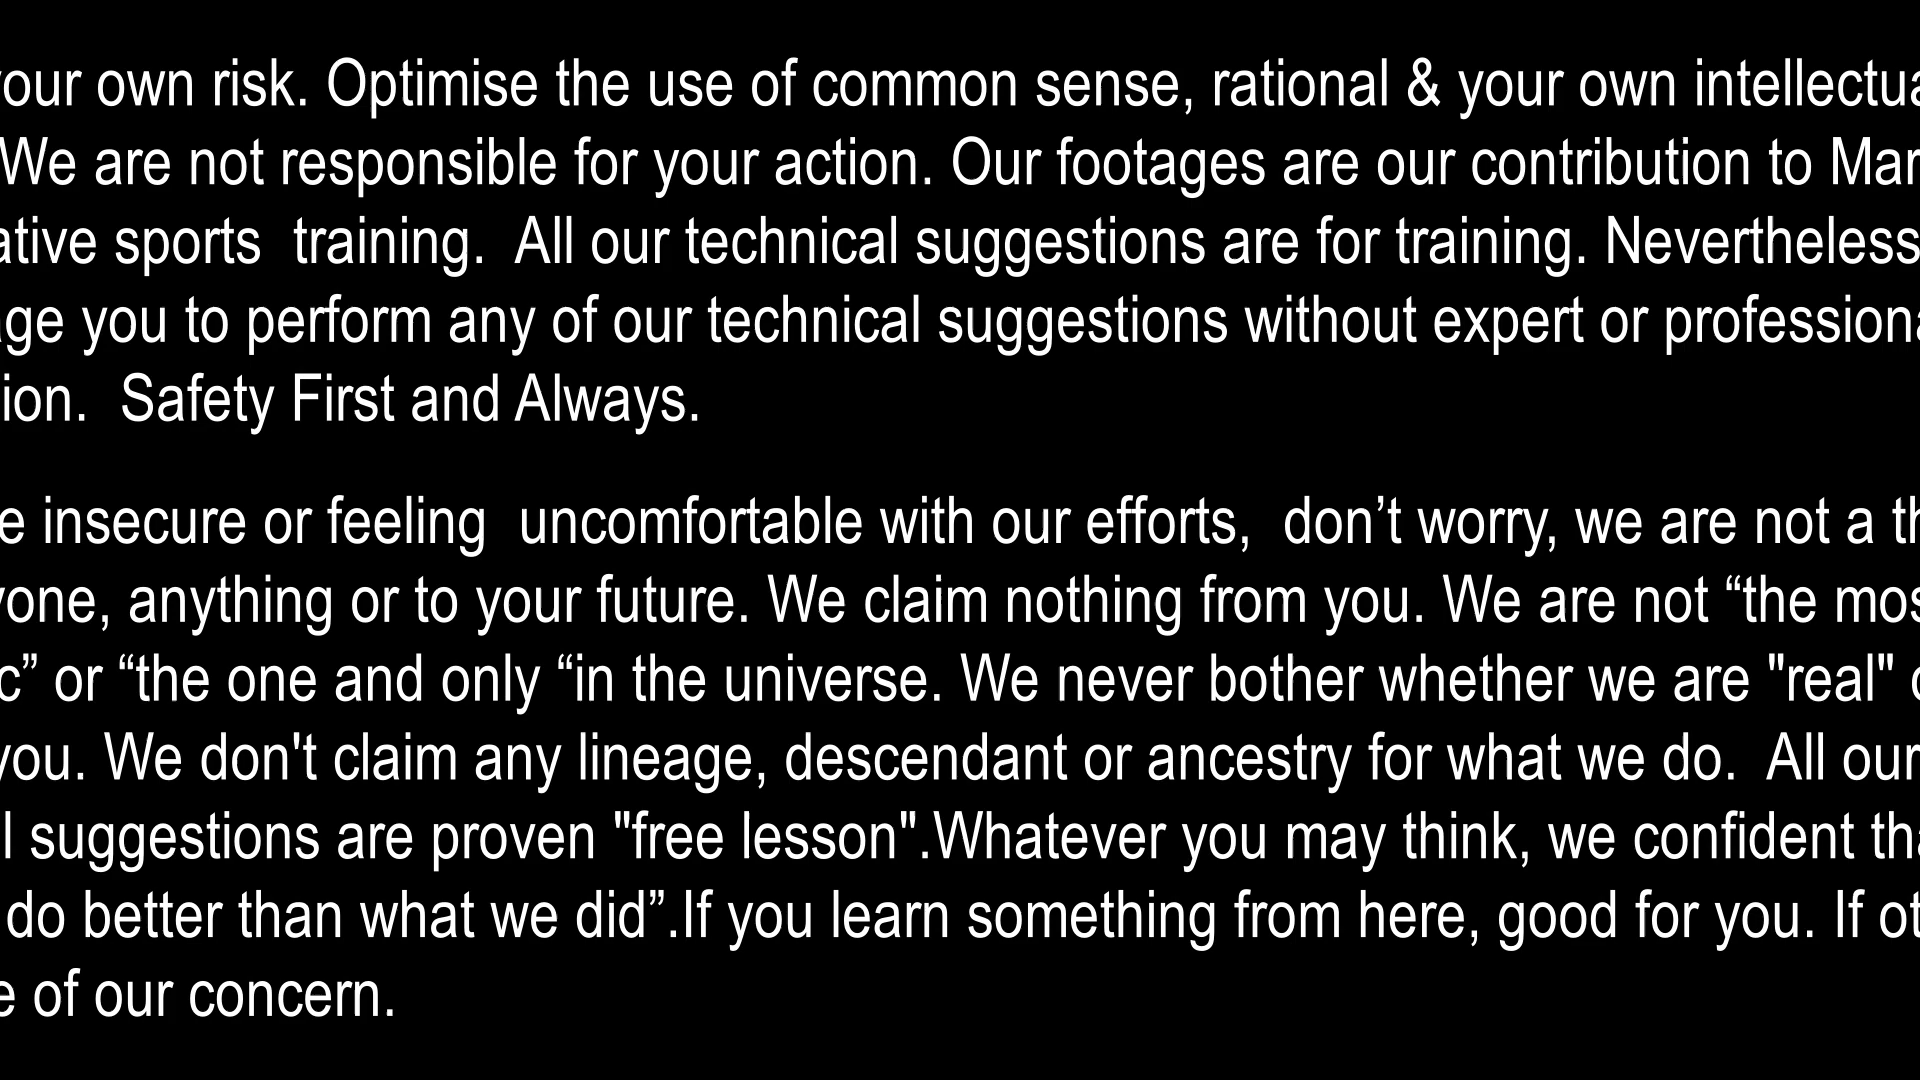 your own risk. Optimise the use of common sense, rational & your own intellectua
We are not responsible for your action. Our footages are our contribution to Mar
ative sports  training.  All our technical suggestions are for training. Nevertheless
age you to perform any of our technical suggestions without expert or professiona
ion.  Safety First and Always.
e insecure or feeling  uncomfortable with our efforts,  don’t worry, we are not a th
yone, anything or to your future. We claim nothing from you. We are not “the mos
c” or “the one and only “in the universe. We never bother whether we are "real" o
you. We don't claim any lineage, descendant or ancestry for what we do.  All our
l suggestions are proven "free lesson".Whatever you may think, we confident tha
do better than what we did”.If you learn something from here, good for you. If ot
e of our concern.